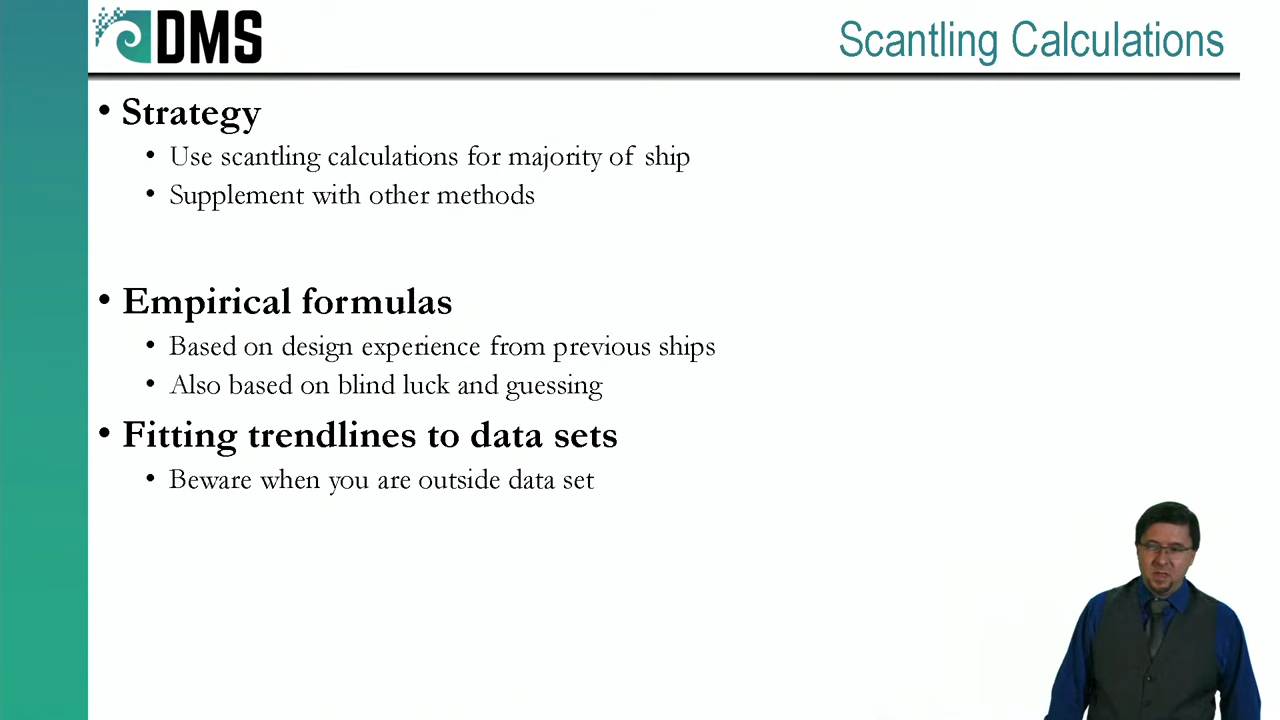 DMS
Scantling Calculations
• Strategy
• Use scantling calculations for majority of ship
• Supplement with other methods
• Empirical formulas
• Based on design experience from previous ships
• Also based on blind luck and guessing
• Fitting trendlines to data sets
• Beware when you are outside data set